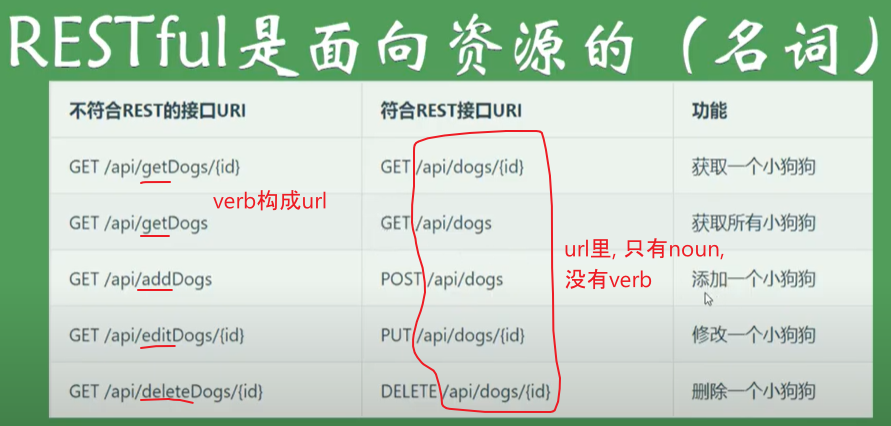 RESTful是面向资源的（名词）
不符合REST的接口URI 符合REST接口URI 功能
GET /api/getDogs/{id} GET /api/dogs/{id} 获取一个小狗狗
verb构成url
GET /api/getDogs GET /api/dogs 获取所有小狗狗
url里, 只有noun,
没有verb
GET /api/addDogs POST /api/dogs 添加一个小狗狗
GET /api/editDogs/{id} PUT /api/dogs/{id} 修改一个小狗狗
GET /api/deleteDogs/{id} DELETE /api/dogs/{id} 删除一个小狗狗